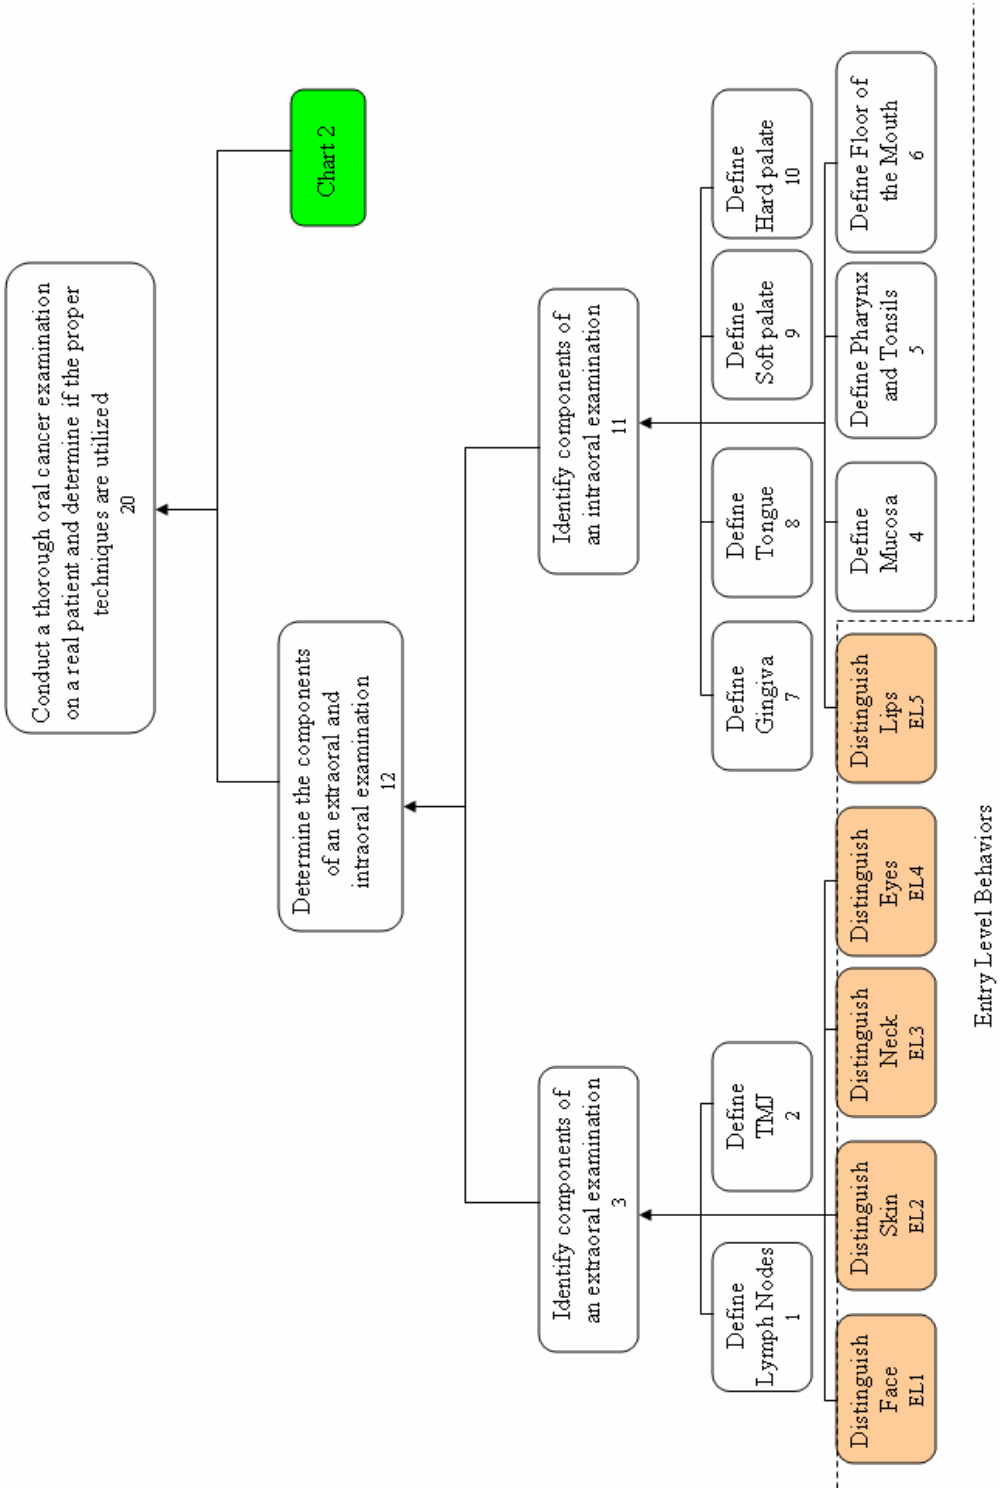 Conduct a thorough oral cancer examination
on a real patient and determine if the proper
techniques are utilized
20
Determine the components
of an extraoral and
intraoral examination
12
Chart 2
Identify components of
an extraoral examination
3
Identify components of
an intraoral examination
11
Define
Lymph Nodes
1
Define
TMJ
2
Define
Gingiva
7
Define
Tongue
8
Define
Soft palate
9
Define
Hard palate
10
Distinguish
Face
EL1
Distinguish
Skin
EL2
Distinguish
Neck
EL3
Distinguish
Eyes
EL4
Distinguish
Lips
EL5
Define
Mucosa
4
Define Pharynx
and Tonsils
5
Define Floor of
the Mouth
6
Entry Level Behaviors